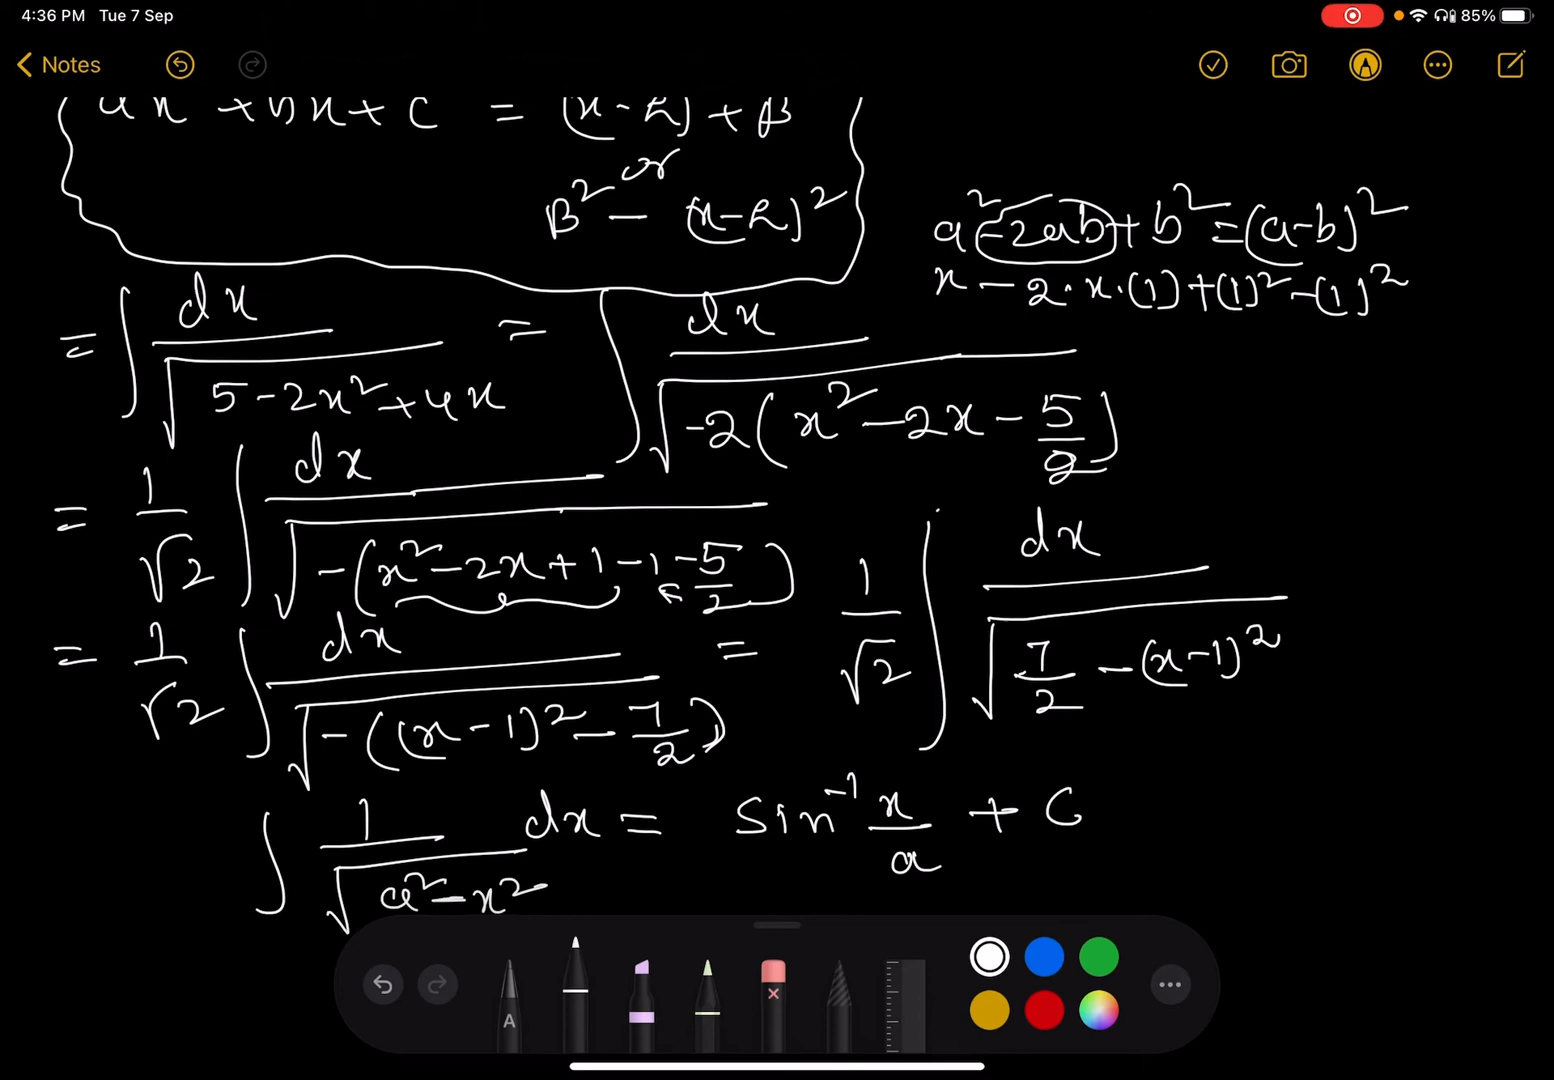 4:36 PM Tue 7 Sep
85%
Notes
ax + bx + c = (x - α) + β
or
β² - (x-α)²
a² - 2ab + b² = (a-b)²
x - 2·x·(1) + (1)² - (1)²
= ∫ dx / √(5 - 2x² + 4x) = ∫ dx / √(-2(x² - 2x - 5/2))
= 1/√2 ∫ dx / √(-(x² - 2x + 1 - 1 - 5/2))
= 1/√2 ∫ dx / √(-((x-1)² - 7/2)) = 1/√2 ∫ dx / √(7/2 - (x-1)²)
∫ 1/√(a² - x²) dx = Sin⁻¹ x/a + C
A